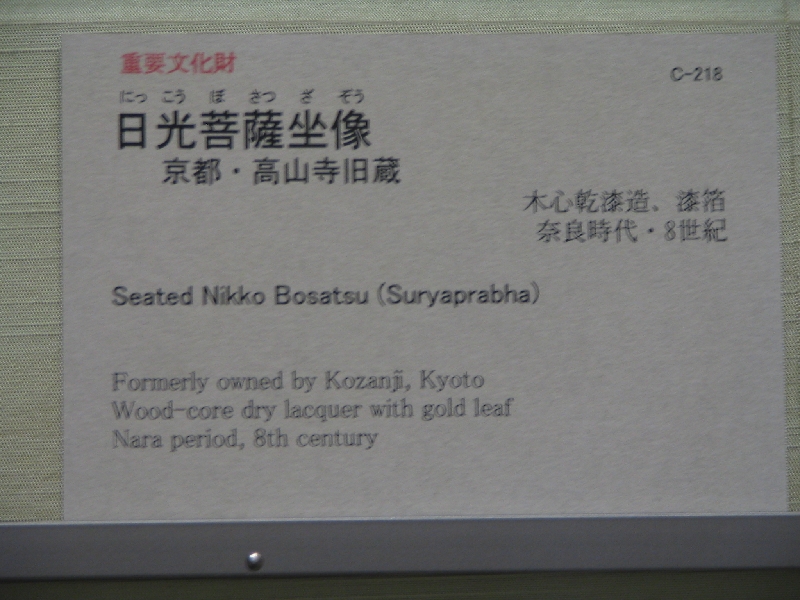 重要文化財
C-218
にっ こう ぼ さつ ざ ぞう
日光菩薩坐像
京都・高山寺旧蔵
木心乾漆造、漆箔
奈良時代・8世紀
Seated Nikko Bosatsu (Suryaprabha)
Formerly owned by Kozanji, Kyoto
Wood-core dry lacquer with gold leaf
Nara period, 8th century